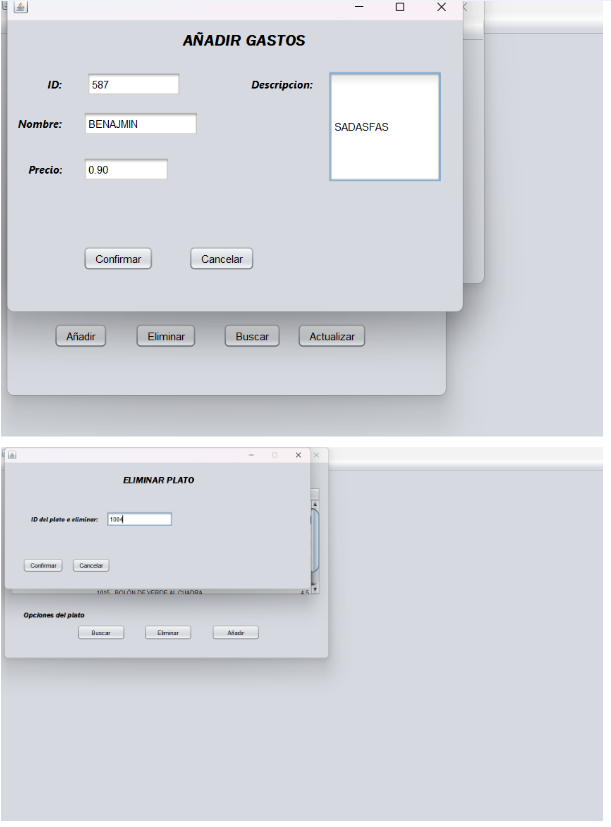 AÑADIR GASTOS
ID: 587 Descripcion:
Nombre: BENAJMIN SADASFAS
Precio: 0.90
Confirmar Cancelar
Añadir Eliminar Buscar Actualizar
ELIMINAR PLATO
ID del plato a eliminar: 1004
Confirmar Cancelar
1015 BOLÓN DE VERDE AL CUADRA... 4.5
Opciones del plato
Buscar Eliminar Añadir